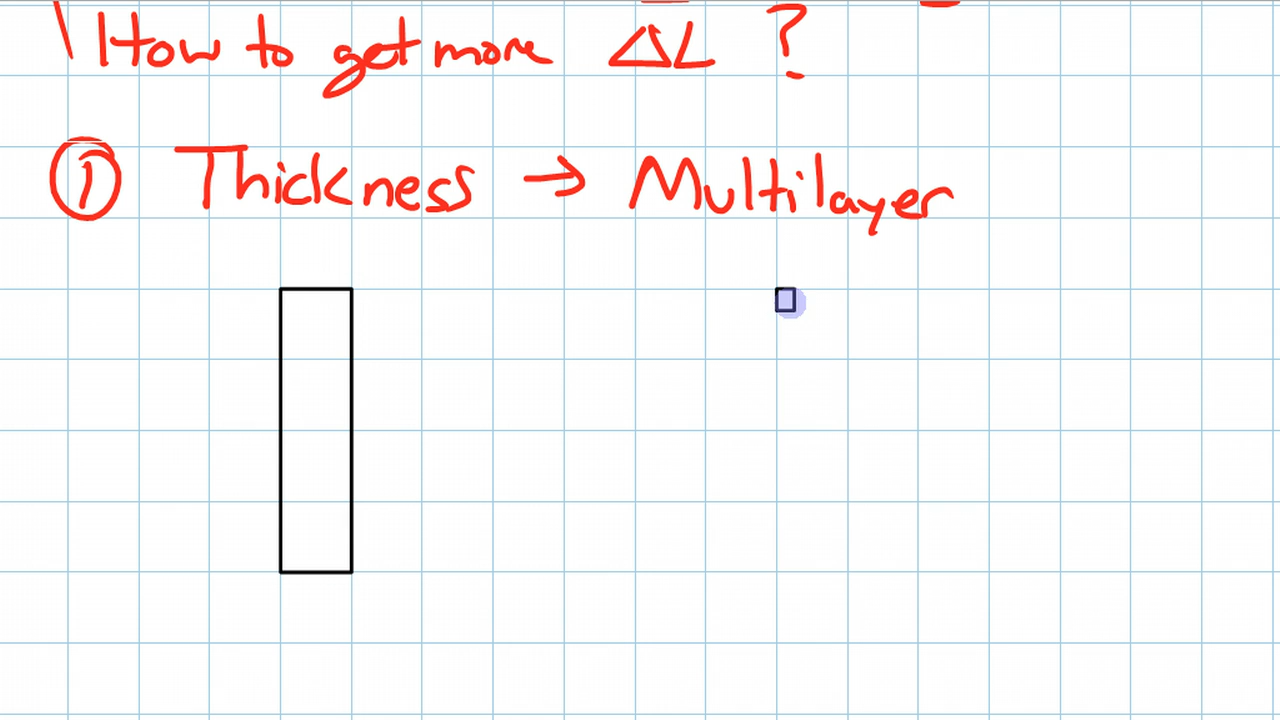 How to get more ΔL ?
① Thickness → Multilayer